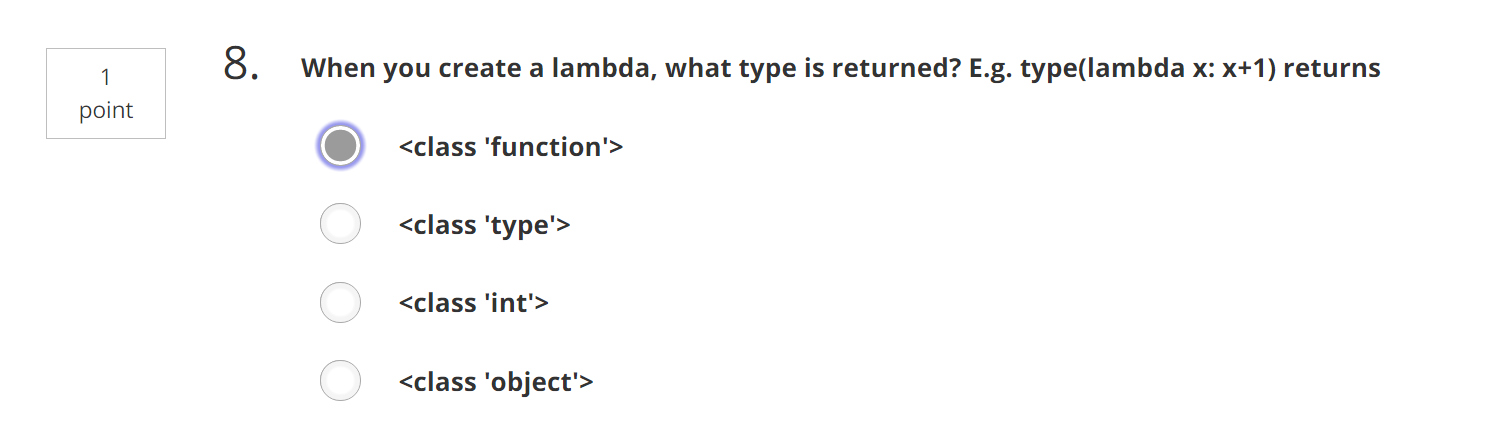 1
point
8.
When you create a lambda, what type is returned? E.g. type(lambda x: x+1) returns
<class 'function'>
<class 'type'>
<class 'int'>
<class 'object'>